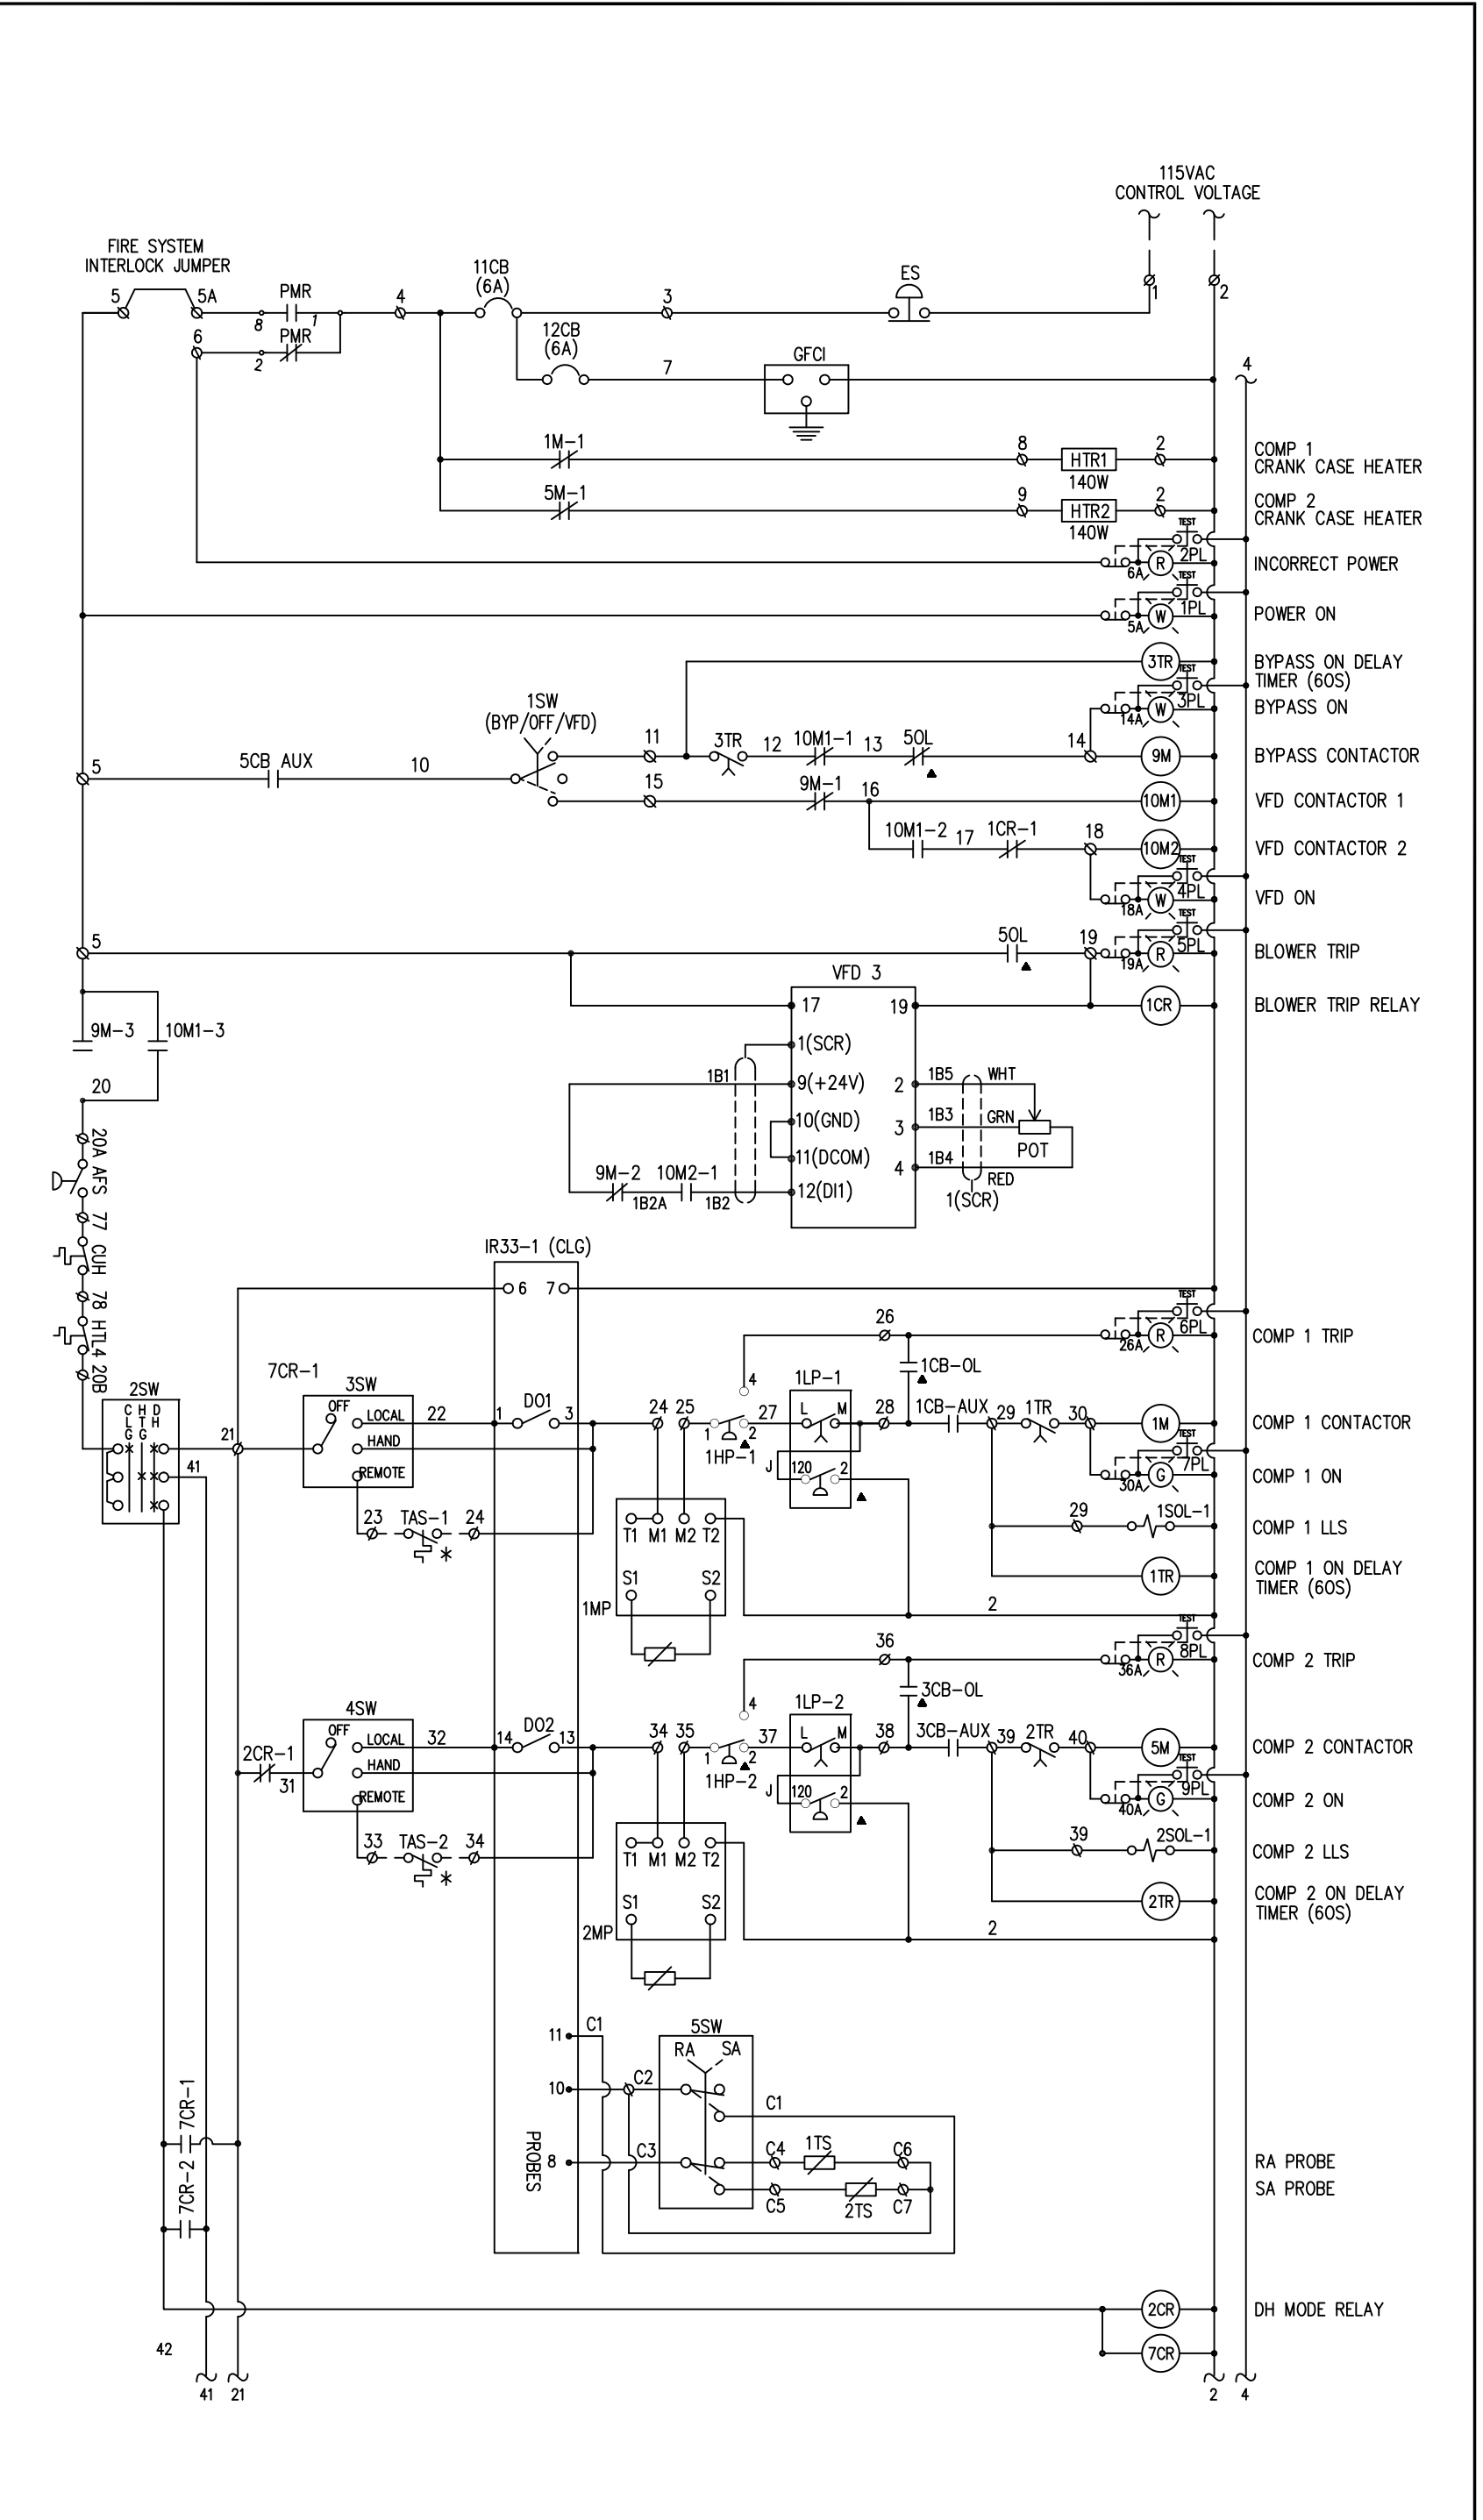 115VAC
CONTROL VOLTAGE
FIRE SYSTEM
INTERLOCK JUMPER
11CB
(6A)
ES
5
5A
PMR
4
3
1
2
8
1
12CB
(6A)
6
PMR
2
7
GFCI
4
1M-1
8
HTR1
140W
2
COMP 1
CRANK CASE HEATER
5M-1
9
HTR2
140W
2
COMP 2
CRANK CASE HEATER
TEST
6A
R
2PL
INCORRECT POWER
TEST
5A
W
1PL
POWER ON
3TR
BYPASS ON DELAY
TIMER (60S)
TEST
14A
W
3PL
BYPASS ON
1SW
(BYP/OFF/VFD)
5
5CB AUX
10
11
3TR
12
10M1-1
13
5OL
14
9M
BYPASS CONTACTOR
15
9M-1
16
10M1
VFD CONTACTOR 1
10M1-2
17
1CR-1
18
10M2
VFD CONTACTOR 2
TEST
18A
W
4PL
VFD ON
5
5OL
19
TEST
19A
R
5PL
BLOWER TRIP
VFD 3
17
19
1CR
BLOWER TRIP RELAY
9M-3
10M1-3
1(SCR)
1B1
9(+24V)
2
1B5
WHT
20
10(GND)
3
1B3
GRN
POT
11(DCOM)
4
1B4
RED
9M-2
10M2-1
1B2A
1B2
12(DI1)
1(SCR)
20A AFS
77
CUH
78
HTL4
20B
IR33-1 (CLG)
6
7
TEST
26
26A
R
6PL
COMP 1 TRIP
2SW
CLG
HTG
DH
7CR-1
3SW
OFF
LOCAL
HAND
REMOTE
21
41
22
1
DO1
3
24
25
1
4
2
1HP-1
27
1LP-1
L
M
J
120
2
28
1CB-OL
1CB-AUX
29
1TR
30
1M
COMP 1 CONTACTOR
TEST
30A
G
7PL
COMP 1 ON
23
TAS-1
24
*
T1
M1
M2
T2
S1
S2
1MP
29
1SOL-1
COMP 1 LLS
1TR
COMP 1 ON DELAY
TIMER (60S)
2
TEST
36
36A
R
8PL
COMP 2 TRIP
4SW
OFF
LOCAL
HAND
REMOTE
2CR-1
31
32
14
DO2
13
34
35
1
4
2
1HP-2
37
1LP-2
L
M
J
120
2
38
3CB-OL
3CB-AUX
39
2TR
40
5M
COMP 2 CONTACTOR
TEST
40A
G
9PL
COMP 2 ON
33
TAS-2
34
*
T1
M1
M2
T2
S1
S2
2MP
39
2SOL-1
COMP 2 LLS
2TR
COMP 2 ON DELAY
TIMER (60S)
2
11
C1
5SW
RA
SA
10
C2
C1
PROBES
8
C3
C4
1TS
C6
RA PROBE
C5
2TS
C7
SA PROBE
7CR-1
7CR-2
2CR
DH MODE RELAY
7CR
42
41
21
2
4